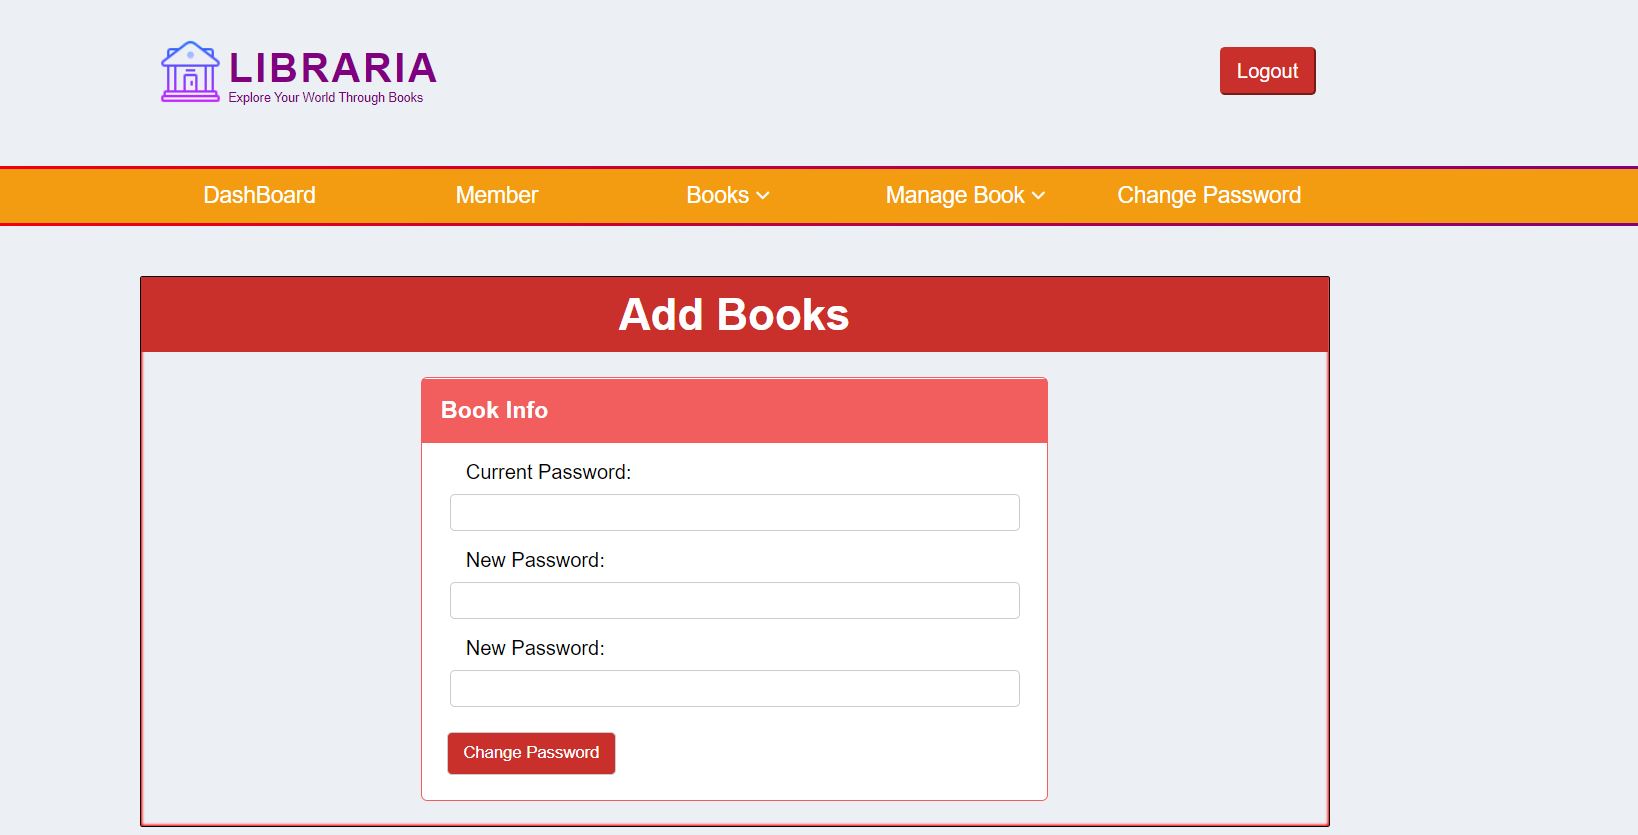 LIBRARIA
Explore Your World Through Books
Logout
DashBoard Member Books Manage Book Change Password
Add Books
Book Info
Current Password:
New Password:
New Password:
Change Password